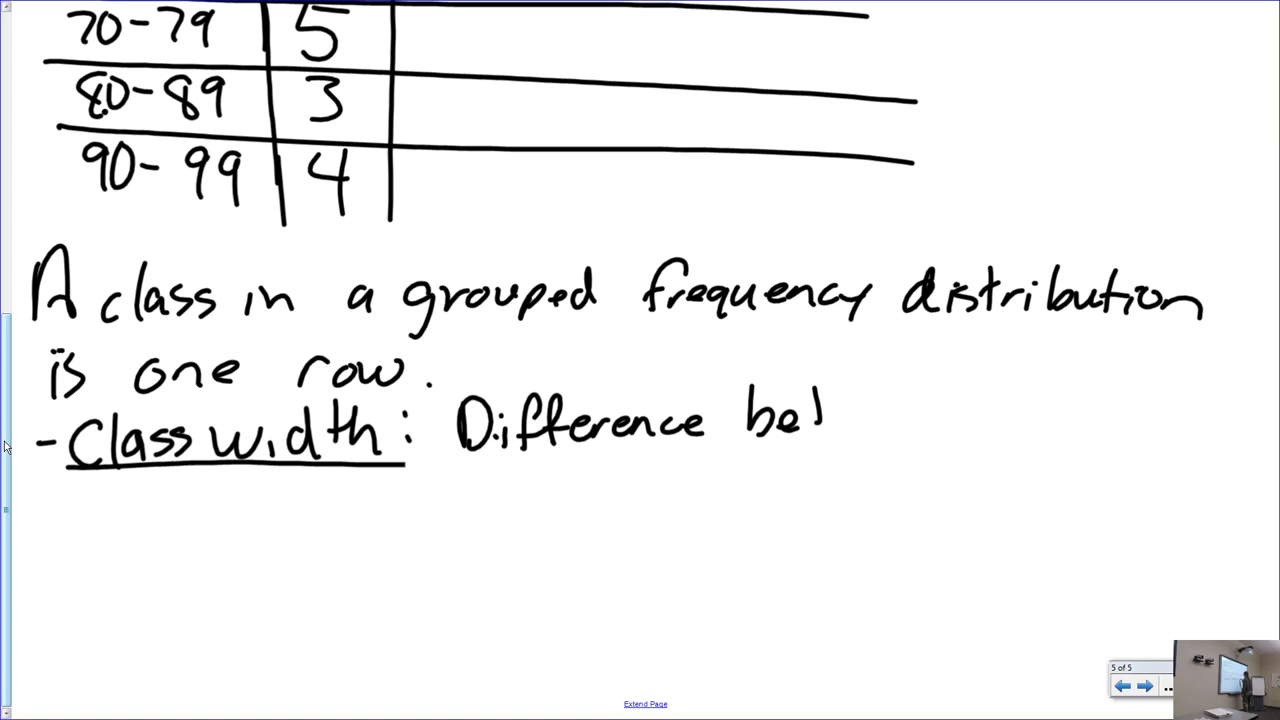 70-79 5
80-89 3
90-99 4
A class in a grouped frequency distribution
is one row.
- Class width: Difference bel
5 of 5
Extend Page